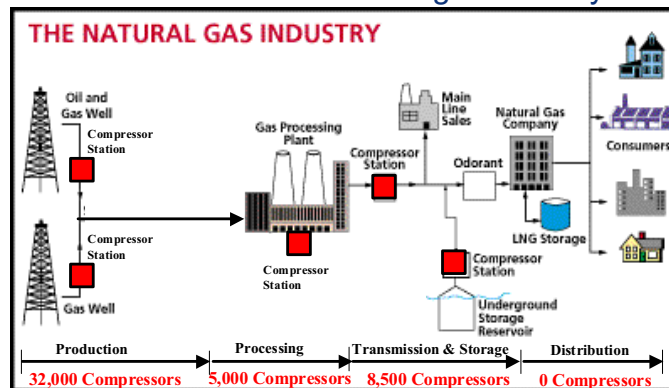 THE NATURAL GAS INDUSTRY
Oil and
Gas Well
Compressor
Station
Compressor
Station
Gas Well
Gas Processing
Plant
Compressor
Station
Compressor
Station
Main
Line
Sales
Odorant
Natural Gas
Company
LNG Storage
Consumers
Compressor
Station
Underground
Storage
Reservoir
Production
Processing
Transmission & Storage
Distribution
32,000 Compressors
5,000 Compressors
8,500 Compressors
0 Compressors